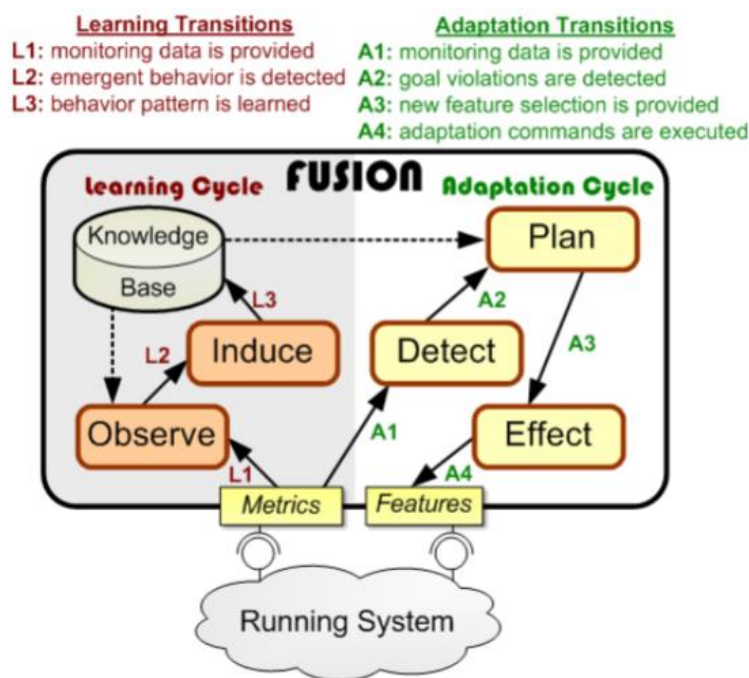 Learning Transitions
L1: monitoring data is provided
L2: emergent behavior is detected
L3: behavior pattern is learned
Adaptation Transitions
A1: monitoring data is provided
A2: goal violations are detected
A3: new feature selection is provided
A4: adaptation commands are executed
Learning Cycle
FUSION
Adaptation Cycle
Knowledge
Base
Plan
L3
A2
Induce
Detect
A3
L2
Observe
A1
Effect
L1
A4
Metrics
Features
Running System